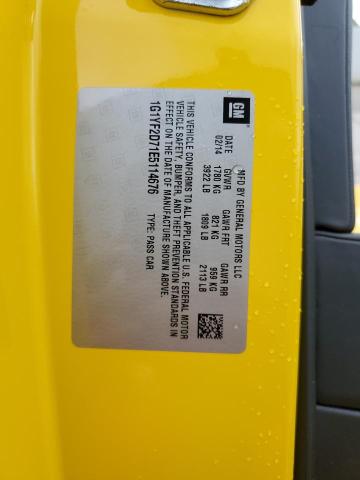 GM
MFD BY GENERAL MOTORS LLC
DATE GVWR GAWR FRT GAWR RR
02/14 1780 KG 821 KG 959 KG
3922 LB 1809 LB 2113 LB
THIS VEHICLE CONFORMS TO ALL APPLICABLE U.S. FEDERAL MOTOR
VEHICLE SAFETY, BUMPER, AND THEFT PREVENTION STANDARDS IN
EFFECT ON THE DATE OF MANUFACTURE SHOWN ABOVE.
1G1YF2D71E5114676 TYPE: PASS CAR